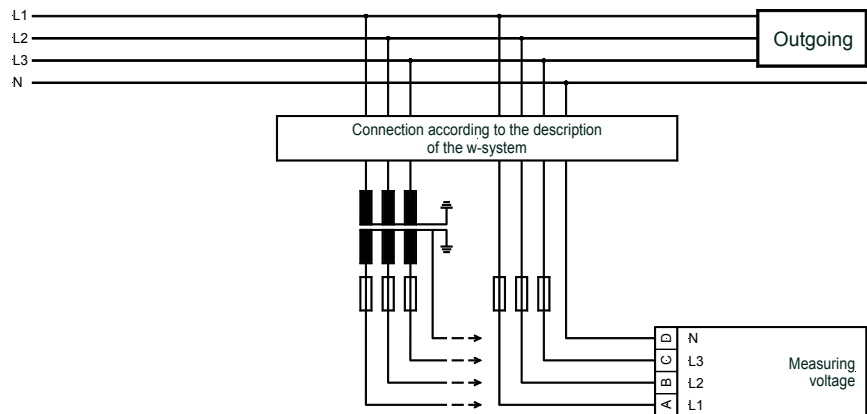 L1
L2
L3
N
Outgoing
Connection according to the description
of the w-system
D N
C L3
B L2
A L1
Measuring
voltage